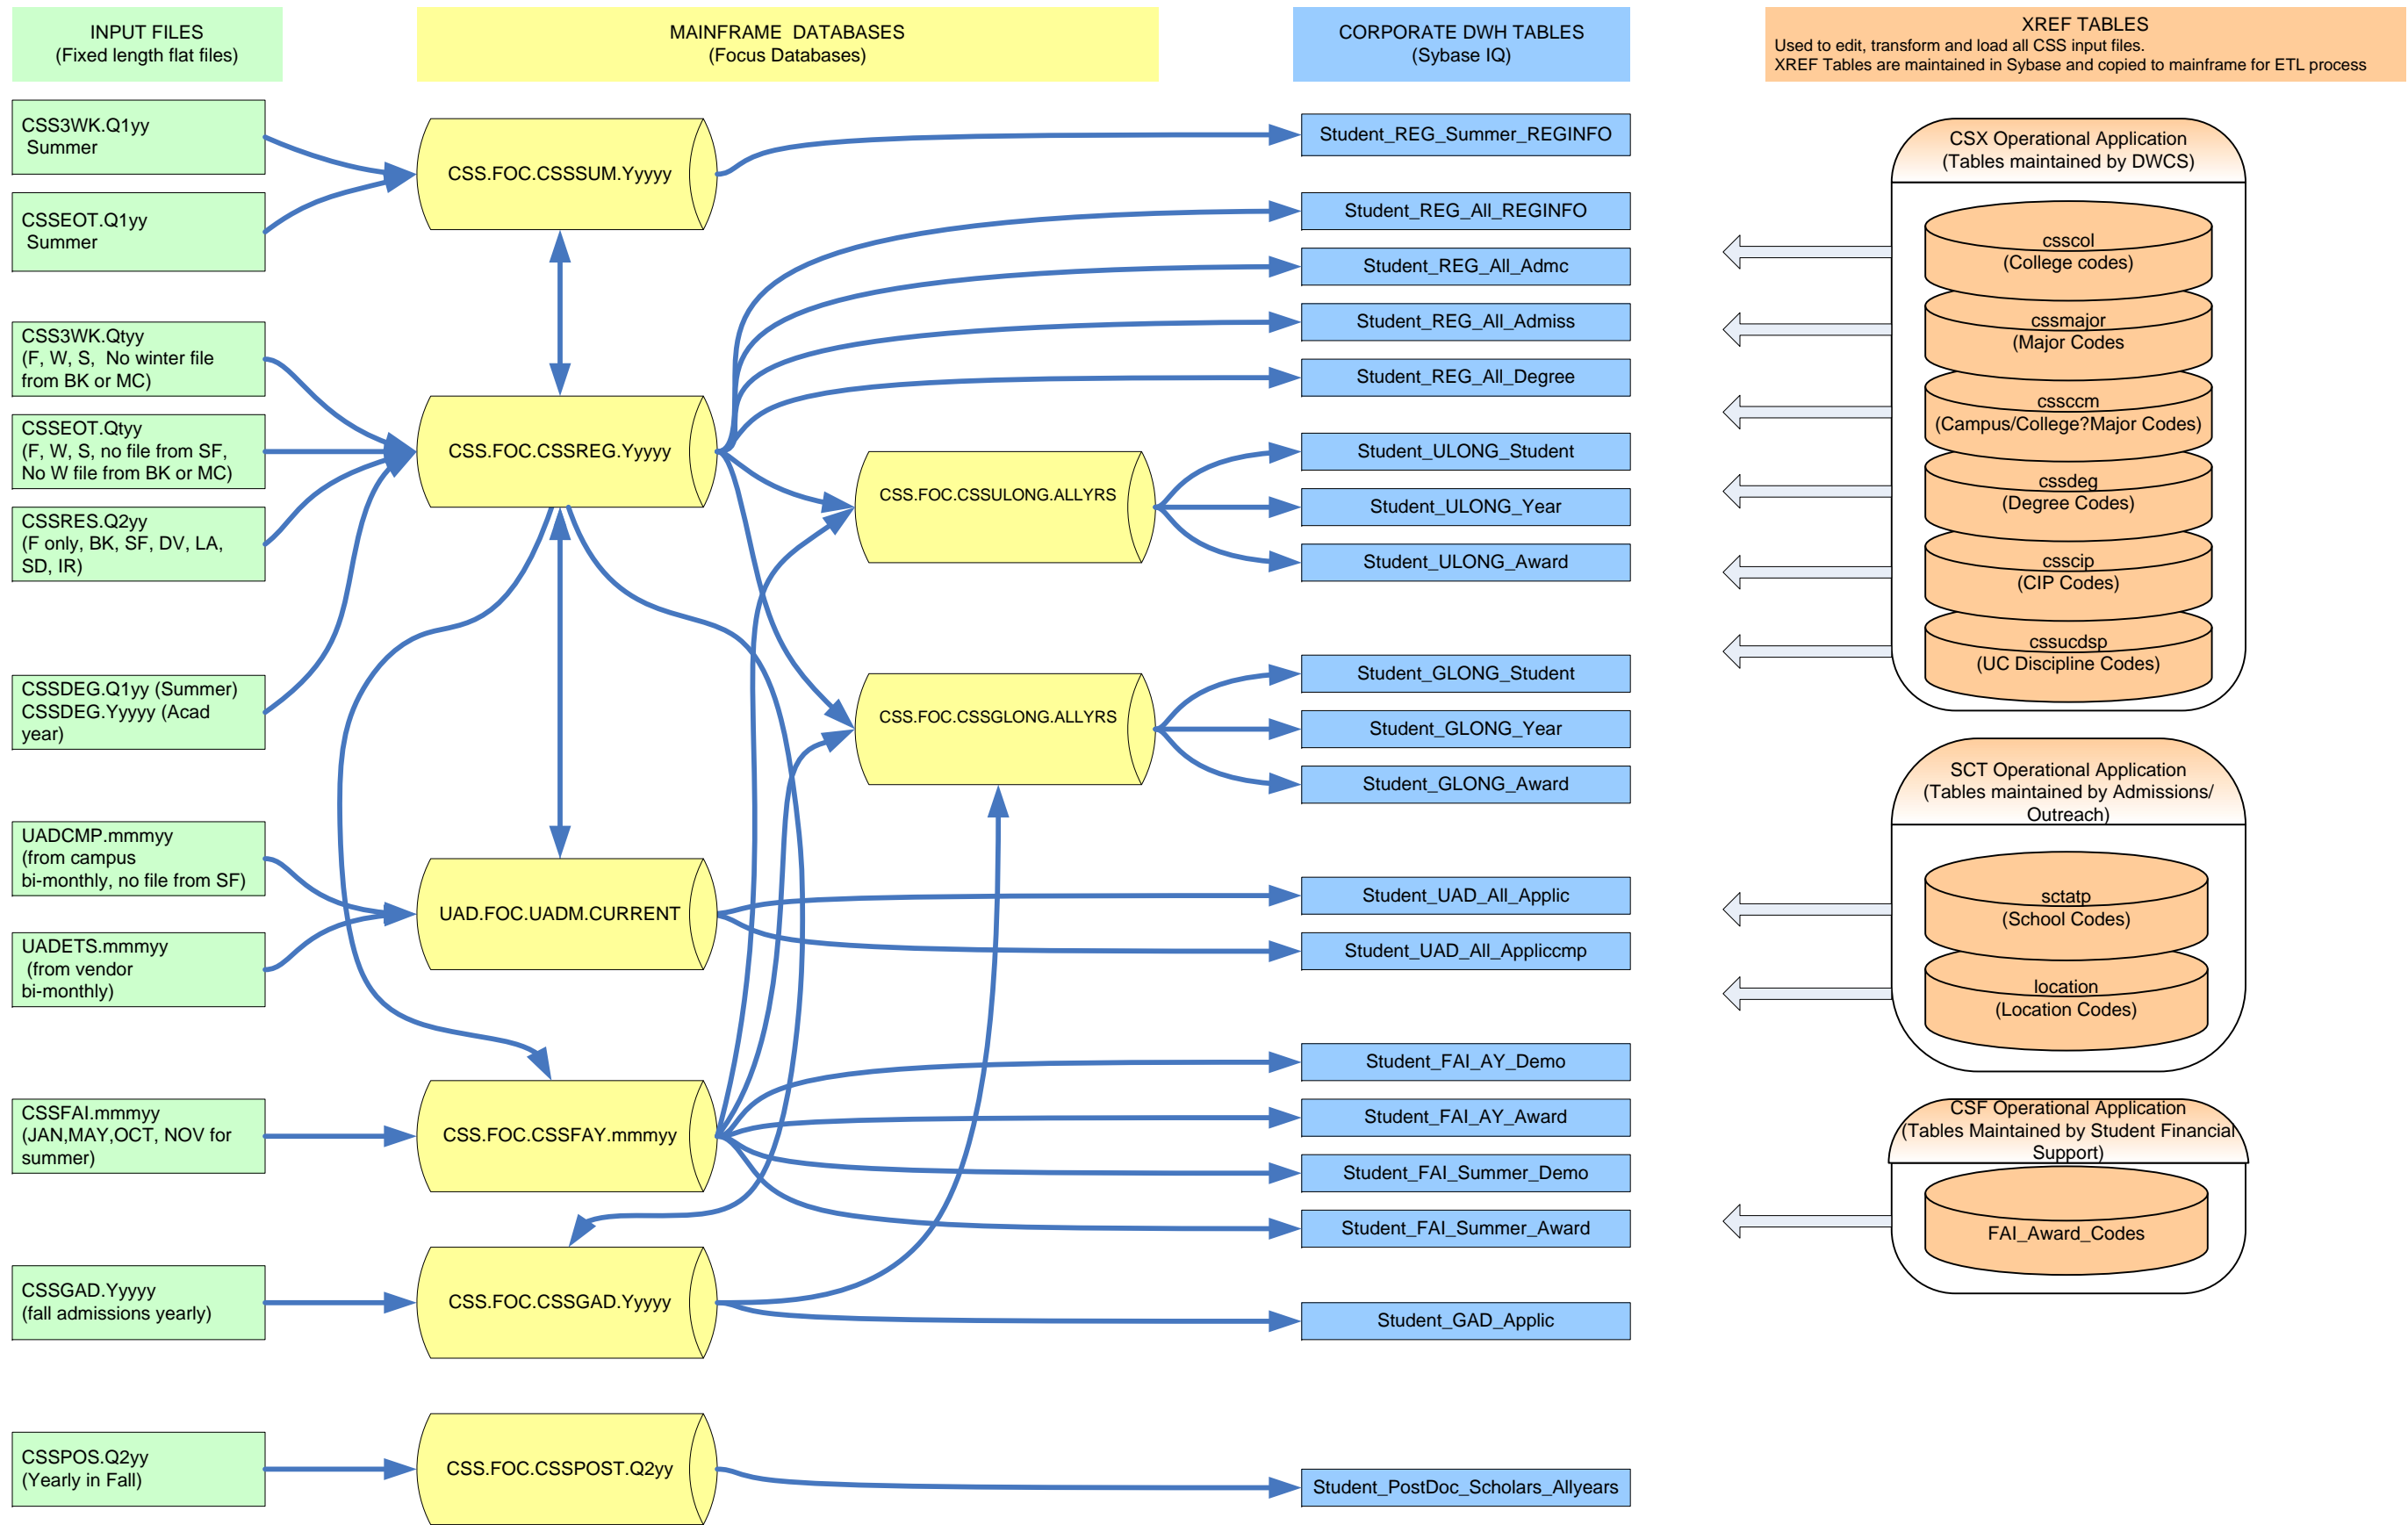 INPUT FILES
(Fixed length flat files)
MAINFRAME DATABASES
(Focus Databases)
CORPORATE DWH TABLES
(Sybase IQ)
XREF TABLES
Used to edit, transform and load all CSS input files.
XREF Tables are maintained in Sybase and copied to mainframe for ETL process
CSS3WK.Q1yy
Summer
CSSEOT.Q1yy
Summer
CSS3WK.Qtyy
(F, W, S, No winter file
from BK or MC)
CSSEOT.Qtyy
(F, W, S, no file from SF,
No W file from BK or MC)
CSSRES.Q2yy
(F only, BK, SF, DV, LA,
SD, IR)
CSSDEG.Q1yy (Summer)
CSSDEG.Yyyyy (Acad
year)
UADCMP.mmmyy
(from campus
bi-monthly, no file from SF)
UADETS.mmmyy
(from vendor
bi-monthly)
CSSFAI.mmmyy
(JAN,MAY,OCT, NOV for
summer)
CSSGAD.Yyyyy
(fall admissions yearly)
CSSPOS.Q2yy
(Yearly in Fall)
CSS.FOC.CSSSUM.Yyyyy
CSS.FOC.CSSREG.Yyyyy
UAD.FOC.UADM.CURRENT
CSS.FOC.CSSFAY.mmmyy
CSS.FOC.CSSGAD.Yyyyy
CSS.FOC.CSSPOST.Q2yy
CSS.FOC.CSSULONG.ALLYRS
CSS.FOC.CSSGLONG.ALLYRS
Student_REG_Summer_REGINFO
Student_REG_All_REGINFO
Student_REG_All_Admc
Student_REG_All_Admiss
Student_REG_All_Degree
Student_ULONG_Student
Student_ULONG_Year
Student_ULONG_Award
Student_GLONG_Student
Student_GLONG_Year
Student_GLONG_Award
Student_UAD_All_Applic
Student_UAD_All_Appliccmp
Student_FAI_AY_Demo
Student_FAI_AY_Award
Student_FAI_Summer_Demo
Student_FAI_Summer_Award
Student_GAD_Applic
Student_PostDoc_Scholars_Allyears
CSX Operational Application
(Tables maintained by DWCS)
csscol
(College codes)
cssmajor
(Major Codes
cssccm
(Campus/College?Major Codes)
cssdeg
(Degree Codes)
csscip
(CIP Codes)
cssucdsp
(UC Discipline Codes)
SCT Operational Application
(Tables maintained by Admissions/
Outreach)
sctatp
(School Codes)
location
(Location Codes)
CSF Operational Application
(Tables Maintained by Student Financial
Support)
FAI_Award_Codes